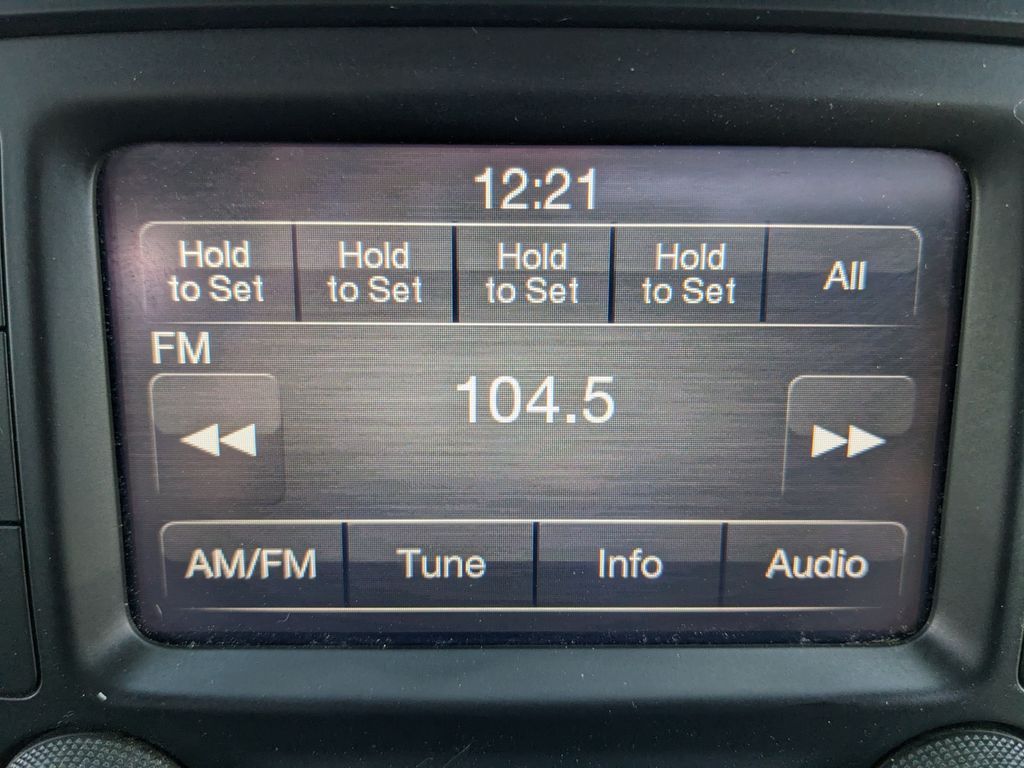 12:21
Hold
to Set
Hold
to Set
Hold
to Set
Hold
to Set
All
FM
104.5
AM/FM
Tune
Info
Audio